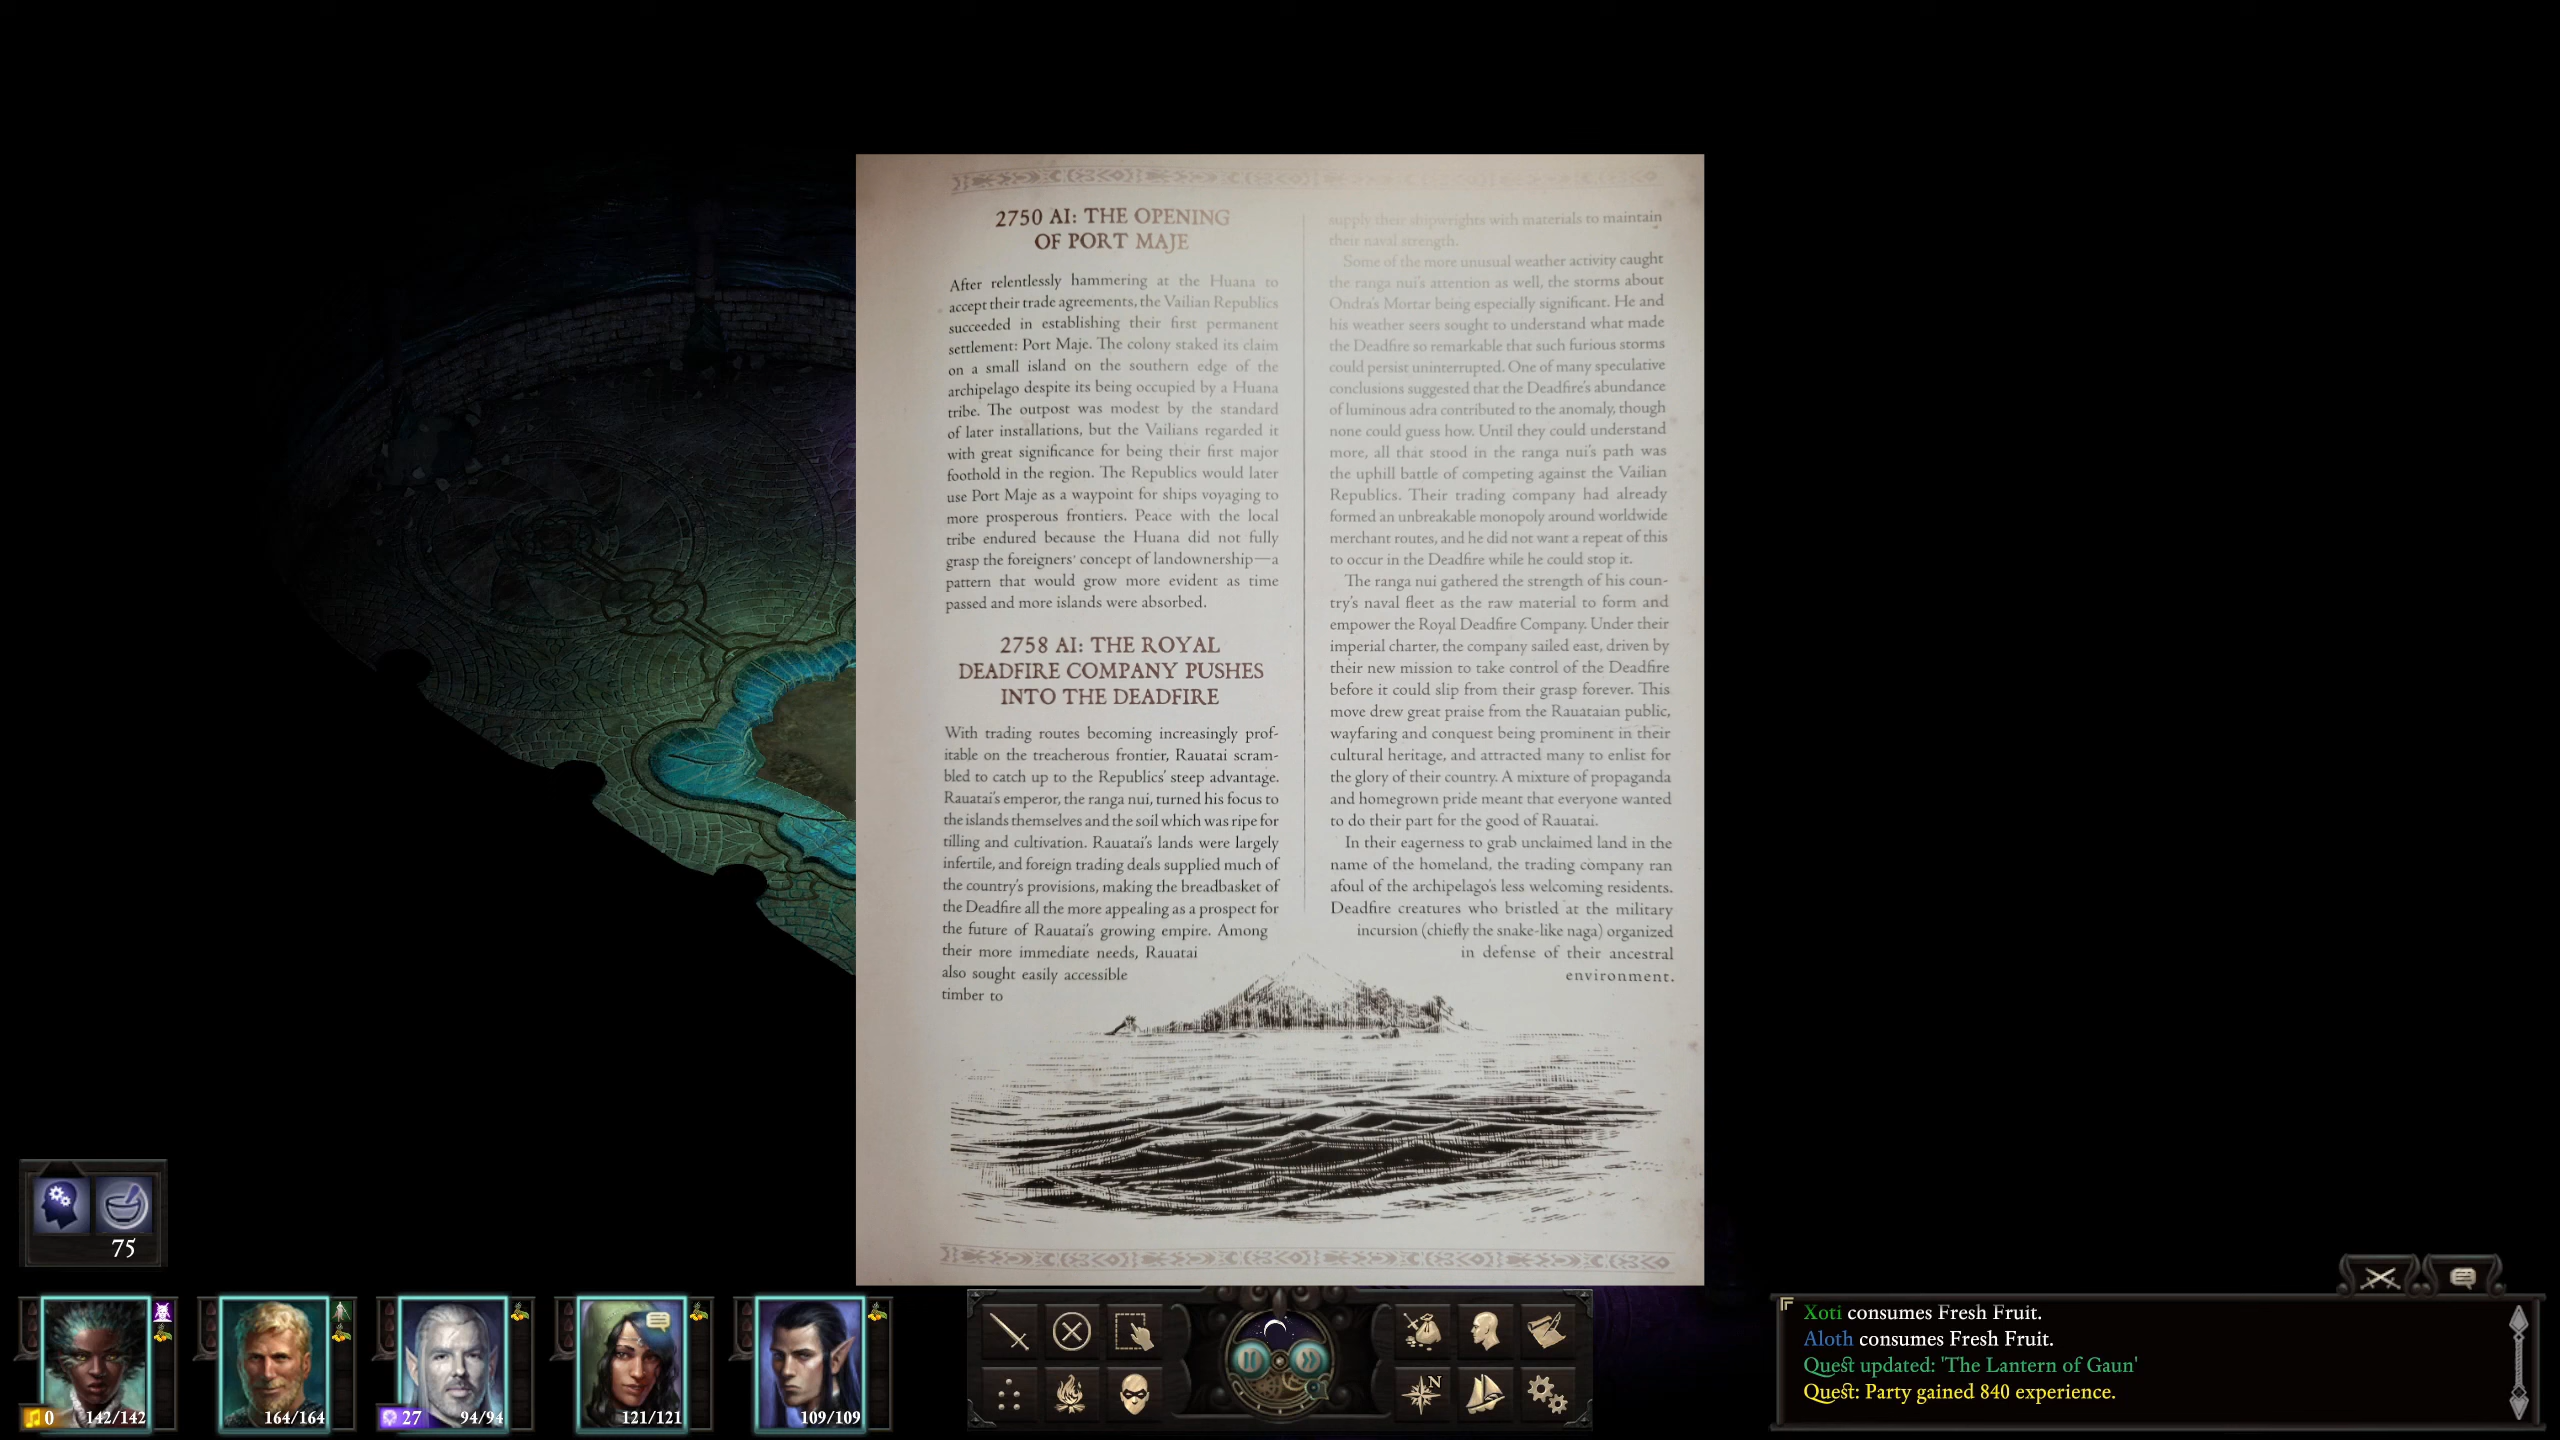 2750 AI: THE OPENING
OF PORT MAJE
After relentlessly hammering at the Huana to
accept their trade agreements, the Vailian Republics
succeeded in establishing their first permanent
settlement: Port Maje. The colony staked its claim
on a small island on the southern edge of the
archipelago despite its being occupied by a Huana
tribe. The outpost was modest by the standard
of later installations, but the Vailians regarded it
with great significance for being their first major
foothold in the region. The Republics would later
use Port Maje as a waypoint for ships voyaging to
more prosperous frontiers. Peace with the local
tribe endured because the Huana did not fully
grasp the foreigners' concept of landownership—a
pattern that would grow more evident as time
passed and more islands were absorbed.
2758 AI: THE ROYAL
DEADFIRE COMPANY PUSHES
INTO THE DEADFIRE
With trading routes becoming increasingly prof-
itable on the treacherous frontier, Rauatai scram-
bled to catch up to the Republics' steep advantage.
Rauatai's emperor, the ranga nui, turned his focus to
the islands themselves and the soil which was ripe for
tilling and cultivation. Rauatai's lands were largely
infertile, and foreign trading deals supplied much of
the country's provisions, making the breadbasket of
the Deadfire all the more appealing as a prospect for
the future of Rauatai's growing empire. Among
their more immediate needs, Rauatai
also sought easily accessible
timber to
supply their shipwrights with materials to maintain
their naval strength.
Some of the more unusual weather activity caught
the ranga nui's attention as well, the storms about
Ondra's Mortar being especially significant. He and
his weather seers sought to understand what made
the Deadfire so remarkable that such furious storms
could persist uninterrupted. One of many speculative
conclusions suggested that the Deadfire's abundance
of luminous adra contributed to the anomaly, though
none could guess how. Until they could understand
more, all that stood in the ranga nui's path was
the uphill battle of competing against the Vailian
Republics. Their trading company had already
formed an unbreakable monopoly around worldwide
merchant routes, and he did not want a repeat of this
to occur in the Deadfire while he could stop it.
The ranga nui gathered the strength of his coun-
try's naval fleet as the raw material to form and
empower the Royal Deadfire Company. Under their
imperial charter, the company sailed east, driven by
their new mission to take control of the Deadfire
before it could slip from their grasp forever. This
move drew great praise from the Rauataian public,
wayfaring and conquest being prominent in their
cultural heritage, and attracted many to enlist for
the glory of their country. A mixture of propaganda
and homegrown pride meant that everyone wanted
to do their part for the good of Rauatai.
In their eagerness to grab unclaimed land in the
name of the homeland, the trading company ran
afoul of the archipelago's less welcoming residents.
Deadfire creatures who bristled at the military
incursion (chiefly the snake-like naga) organized
in defense of their ancestral
environment.
75
0 142/142
164/164
27 94/94
121/121
109/109
N
Xoti consumes Fresh Fruit.
Aloth consumes Fresh Fruit.
Quest updated: 'The Lantern of Gaun'
Quest: Party gained 840 experience.